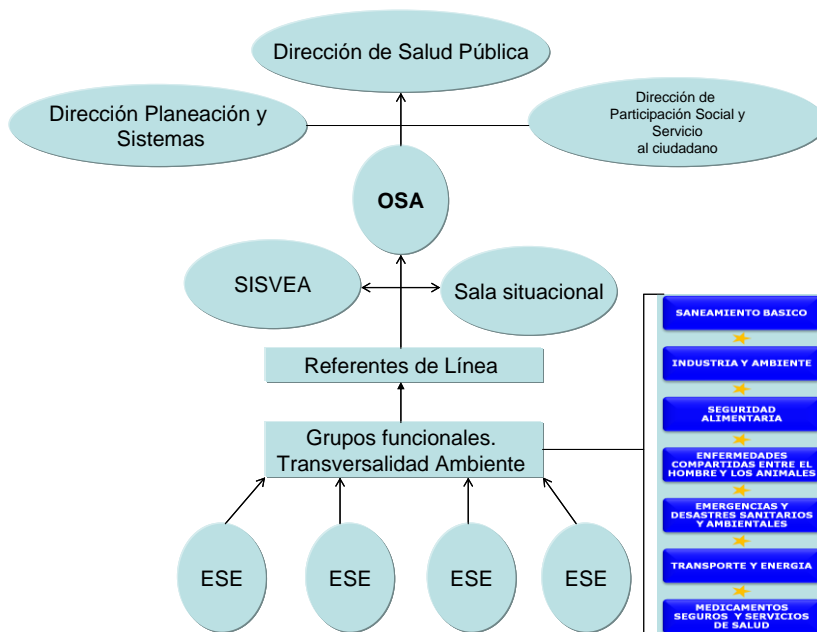 Dirección de Salud Pública
Dirección Planeación y
Sistemas
Dirección de
Participación Social y
Servicio
al ciudadano
OSA
SISVEA
Sala situacional
Referentes de Línea
Grupos funcionales.
Transversalidad Ambiente
ESE
ESE
ESE
ESE
SANEAMIENTO BASICO
INDUSTRIA Y AMBIENTE
SEGURIDAD
ALIMENTARIA
ENFERMEDADES
COMPARTIDAS ENTRE EL
HOMBRE Y LOS ANIMALES
EMERGENCIAS Y
DESASTRES SANITARIOS
Y AMBIENTALES
TRANSPORTE Y ENERGIA
MEDICAMENTOS
SEGUROS Y SERVICIOS
DE SALUD